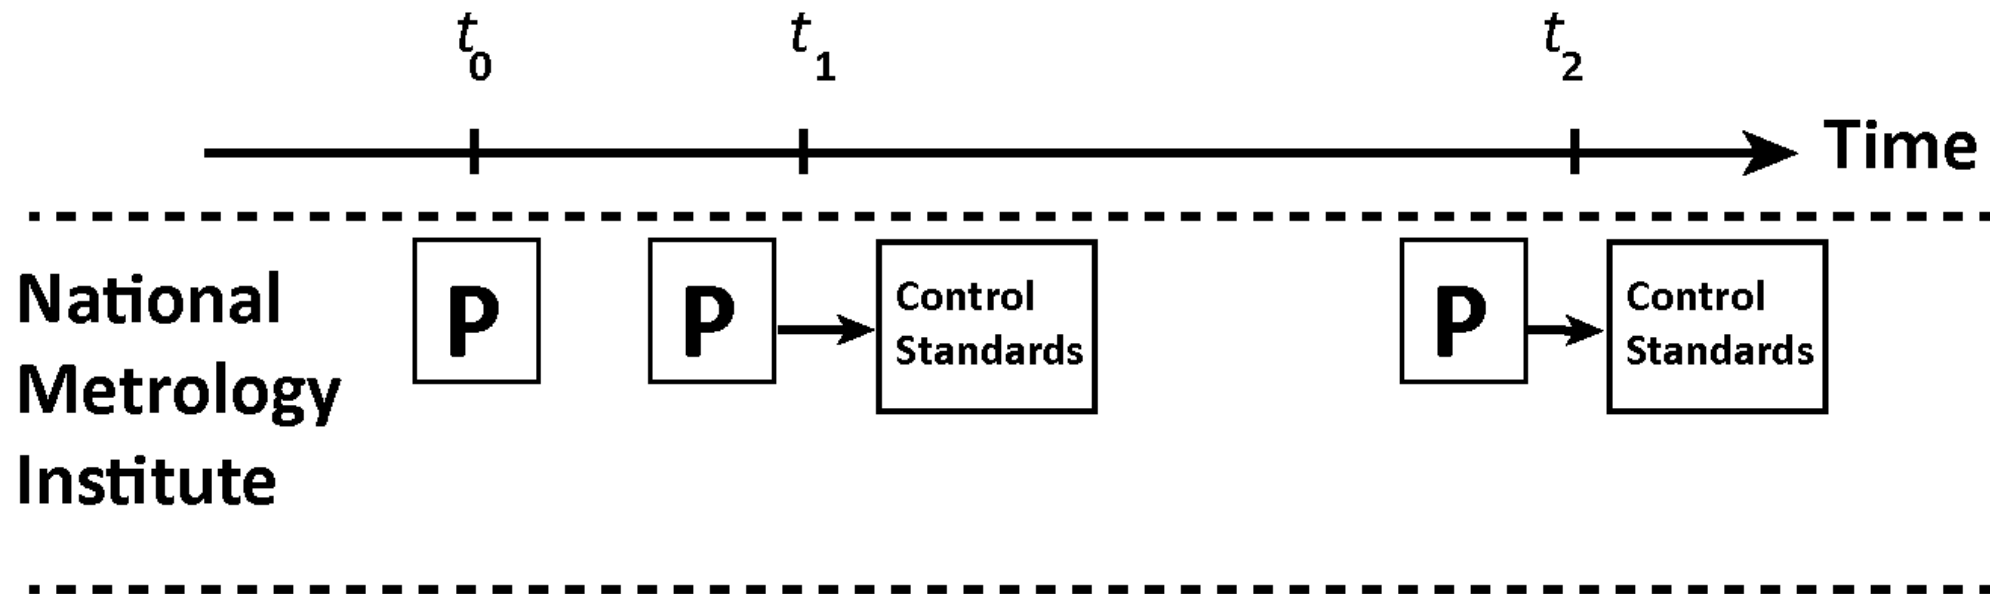 t0 t1 t2
Time
National
Metrology
Institute
P
P
Control
Standards
P
Control
Standards